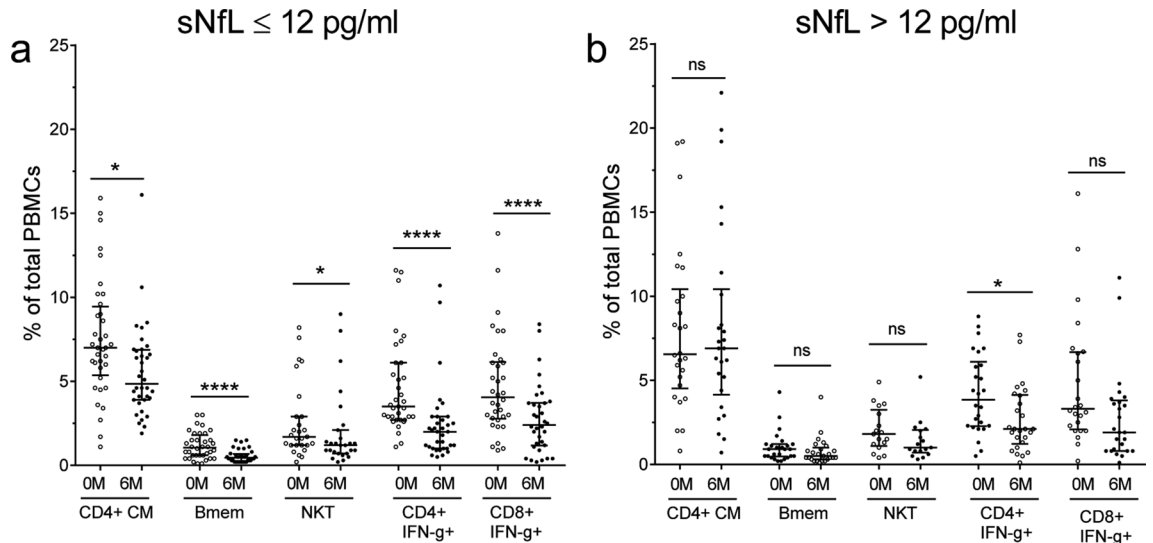 a
sNfL ≤ 12 pg/ml
% of total PBMCs
25
20
15
10
5
0
*
****
*
****
****
0M 6M 0M 6M 0M 6M 0M 6M 0M 6M
CD4+ CM Bmem NKT CD4+ IFN-g+ CD8+ IFN-g+
b
sNfL > 12 pg/ml
% of total PBMCs
25
20
15
10
5
0
ns
ns
ns
*
ns
0M 6M 0M 6M 0M 6M 0M 6M 0M 6M
CD4+ CM Bmem NKT CD4+ IFN-g+ CD8+ IFN-g+